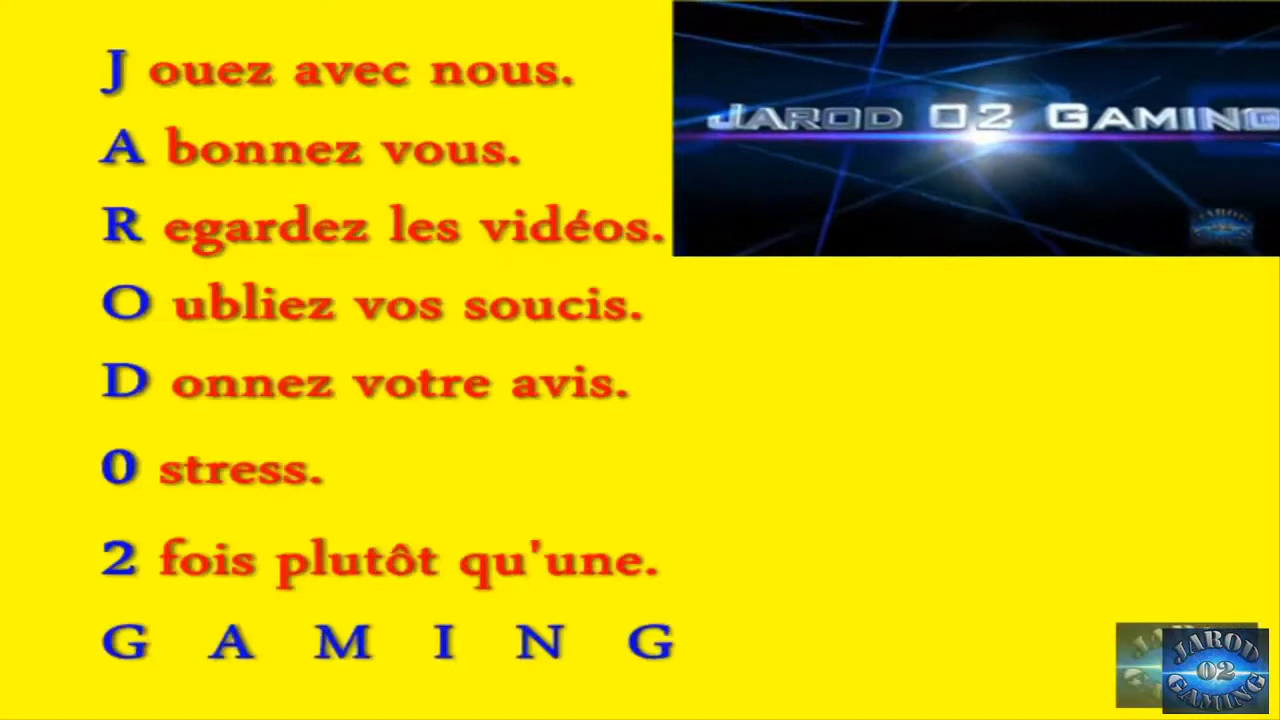 J ouez avec nous.
A bonnez vous.
R egardez les vidéos.
O ubliez vos soucis.
D onnez votre avis.
0 stress.
2 fois plutôt qu'une.
G A M I N G
JAROD 02 GAMING
JAROD
02
GAMING